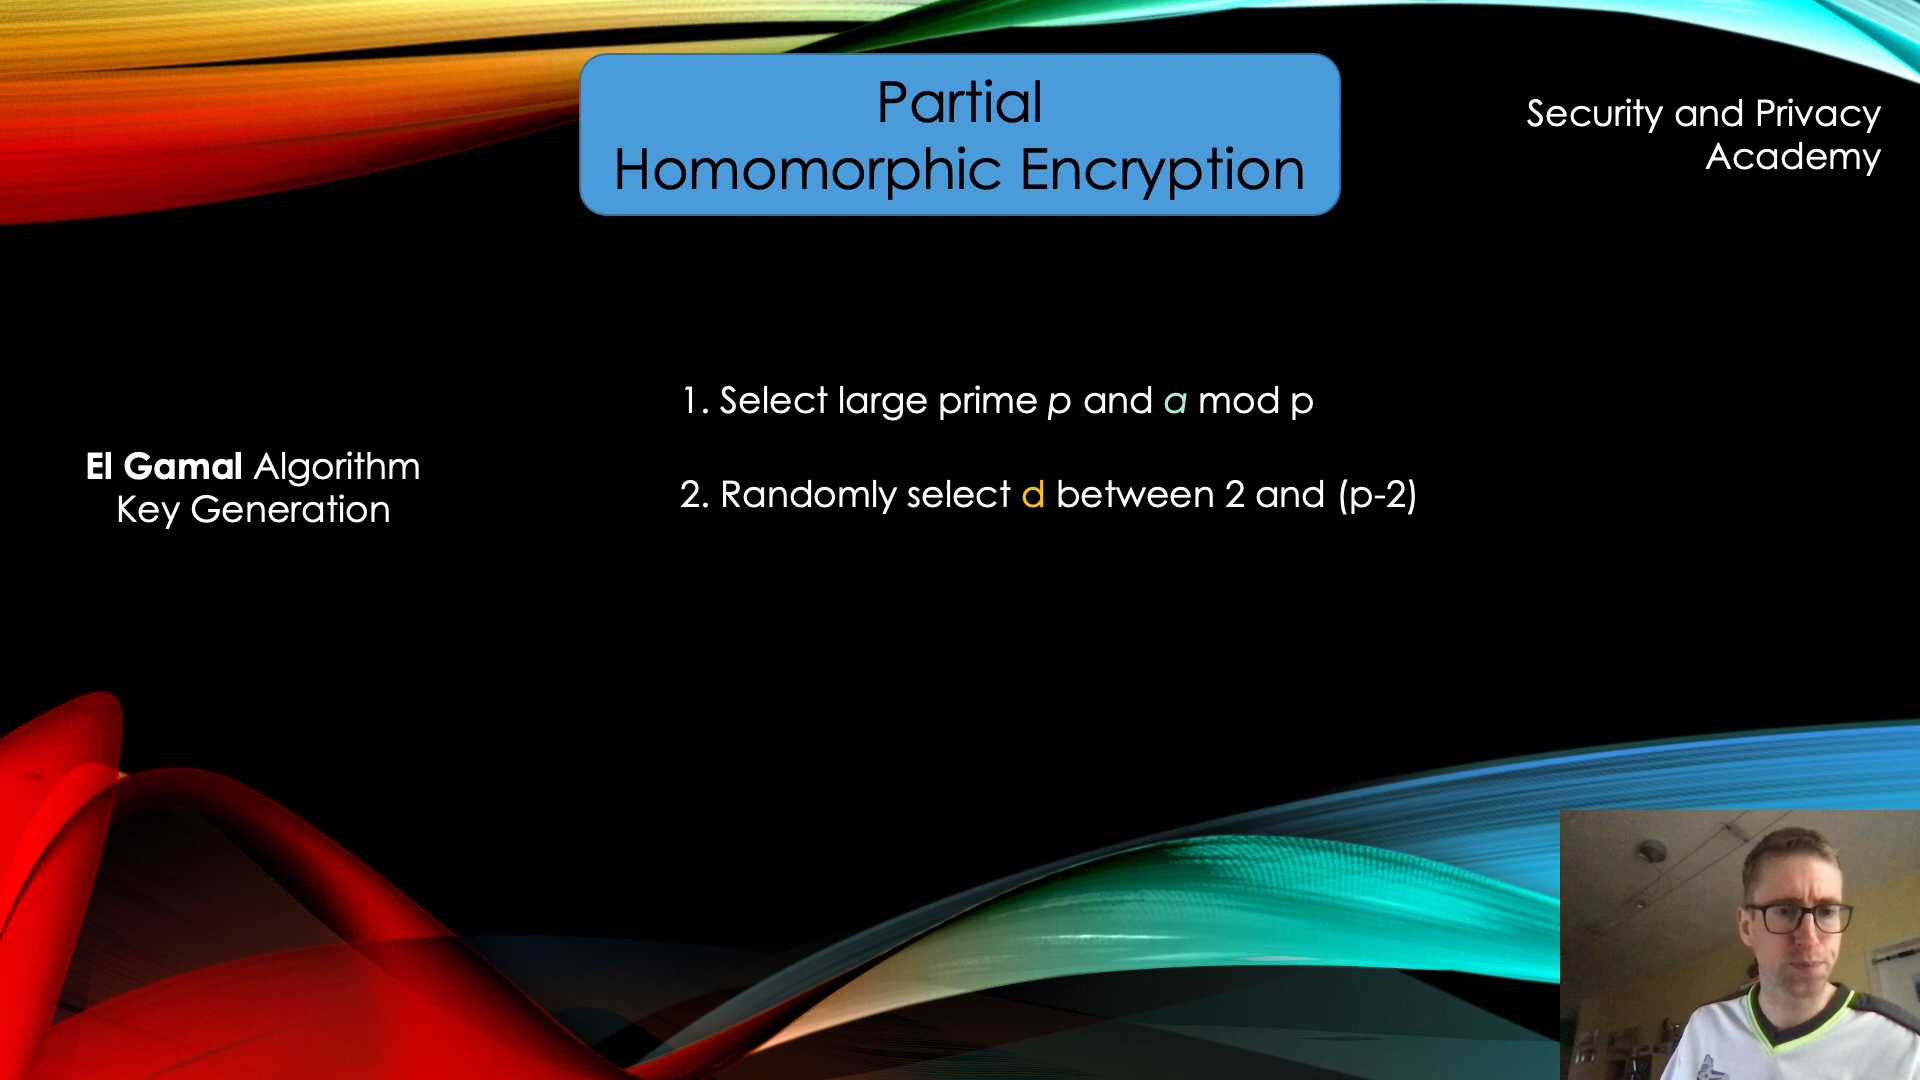 Partial
Homomorphic Encryption
Security and Privacy
Academy
1. Select large prime p and a mod p
El Gamal Algorithm
Key Generation
2. Randomly select d between 2 and (p-2)